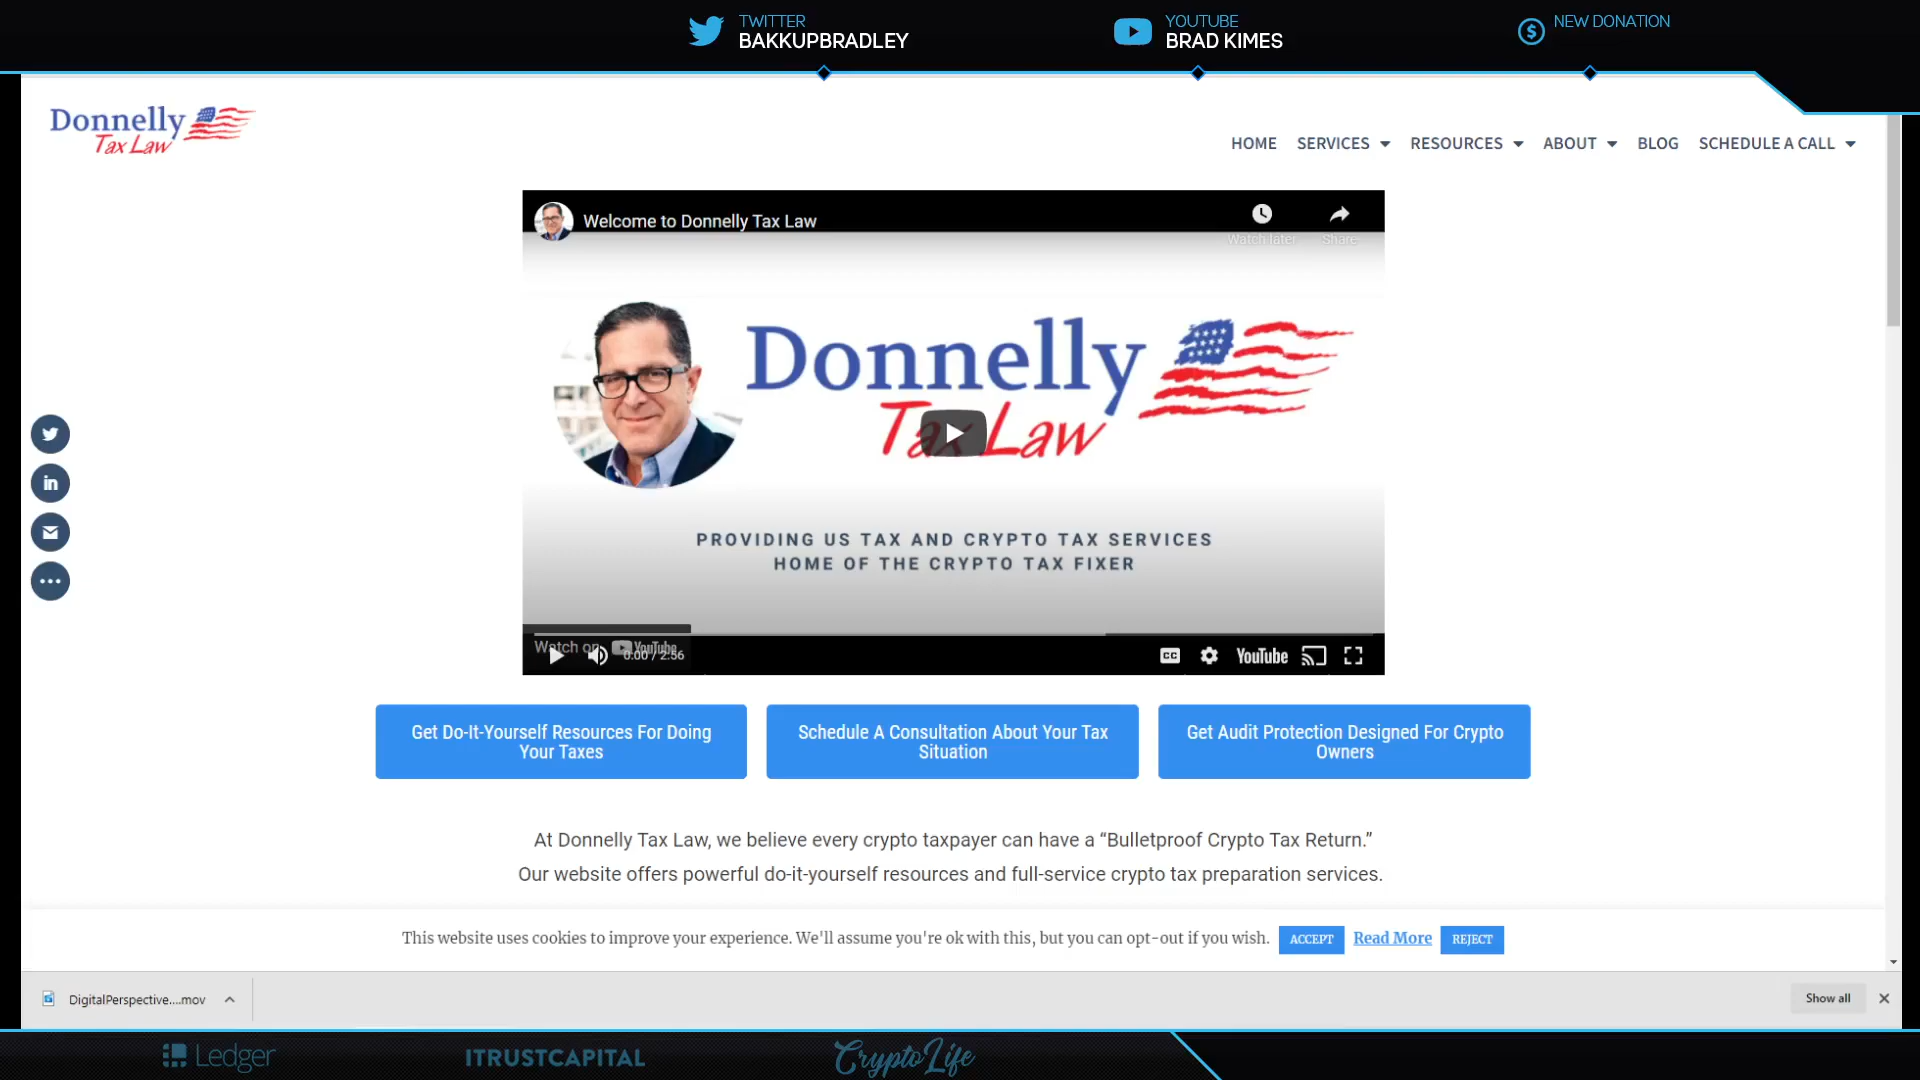 TWITTER
BAKKUPBRADLEY
YOUTUBE
BRAD KIMES
NEW DONATION
Donnelly
Tax Law
HOME SERVICES RESOURCES ABOUT BLOG SCHEDULE A CALL
Welcome to Donnelly Tax Law
Watch later Share
Donnelly
Tax Law
PROVIDING US TAX AND CRYPTO TAX SERVICES
HOME OF THE CRYPTO TAX FIXER
Watch on YouTube
0:00 / 2:56
CC YouTube
Get Do-It-Yourself Resources For Doing
Your Taxes
Schedule A Consultation About Your Tax
Situation
Get Audit Protection Designed For Crypto
Owners
At Donnelly Tax Law, we believe every crypto taxpayer can have a “Bulletproof Crypto Tax Return.”
Our website offers powerful do-it-yourself resources and full-service crypto tax preparation services.
This website uses cookies to improve your experience. We'll assume you're ok with this, but you can opt-out if you wish. ACCEPT Read More REJECT
DigitalPerspective....mov
Show all
Ledger
ITRUSTCAPITAL
CryptoLife